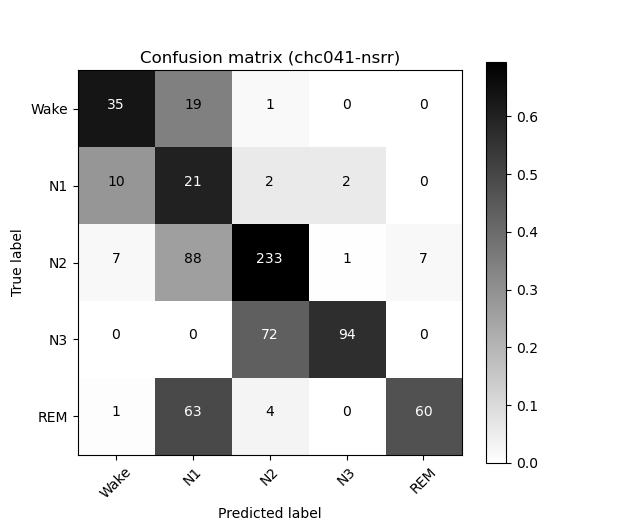 Confusion matrix (chc041-nsrr)
True label
Wake 35 19 1 0 0
N1 10 21 2 2 0
N2 7 88 233 1 7
N3 0 0 72 94 0
REM 1 63 4 0 60
Wake N1 N2 N3 REM
Predicted label
0.6
0.5
0.4
0.3
0.2
0.1
0.0